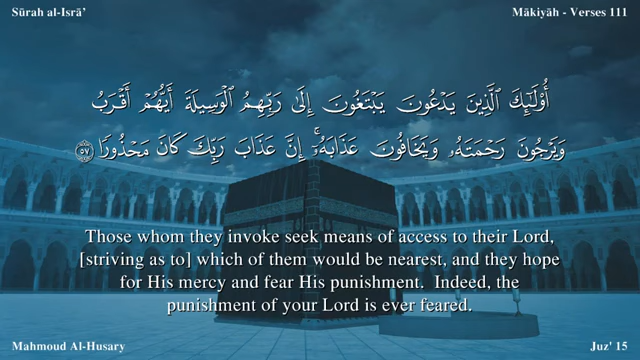 Sūrah al-Isrā’
Mākiyāh - Verses 111
أُوْلَـٰٓئِكَ ٱلَّذِينَ يَدْعُونَ يَبْتَغُونَ إِلَىٰ رَبِّهِمُ ٱلْوَسِيلَةَ أَيُّهُمْ أَقْرَبُ
وَيَرْجُونَ رَحْمَتَهُۥ وَيَخَافُونَ عَذَابَهُۥٓ ۚ إِنَّ عَذَابَ رَبِّكَ كَانَ مَحْذُورًا ٥٧
Those whom they invoke seek means of access to their Lord,
[striving as to] which of them would be nearest, and they hope
for His mercy and fear His punishment.  Indeed, the
punishment of your Lord is ever feared.
Mahmoud Al-Husary
Juz' 15